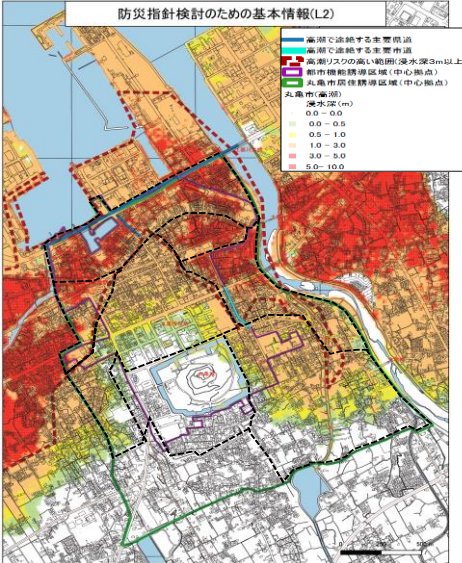 防災指針検討のための基本情報(L2)
高潮で途絶する主要県道
高潮で途絶する主要市道
高潮リスクの高い範囲(浸水深3m以上
都市機能誘導区域(中心拠点)
丸亀市居住誘導区域(中心拠点)
丸亀市(高潮)
浸水深(m)
0.0 - 0.0
0.0 - 0.5
0.5 - 1.0
1.0 - 3.0
3.0 - 5.0
5.0- 10.0
0 250 500 m